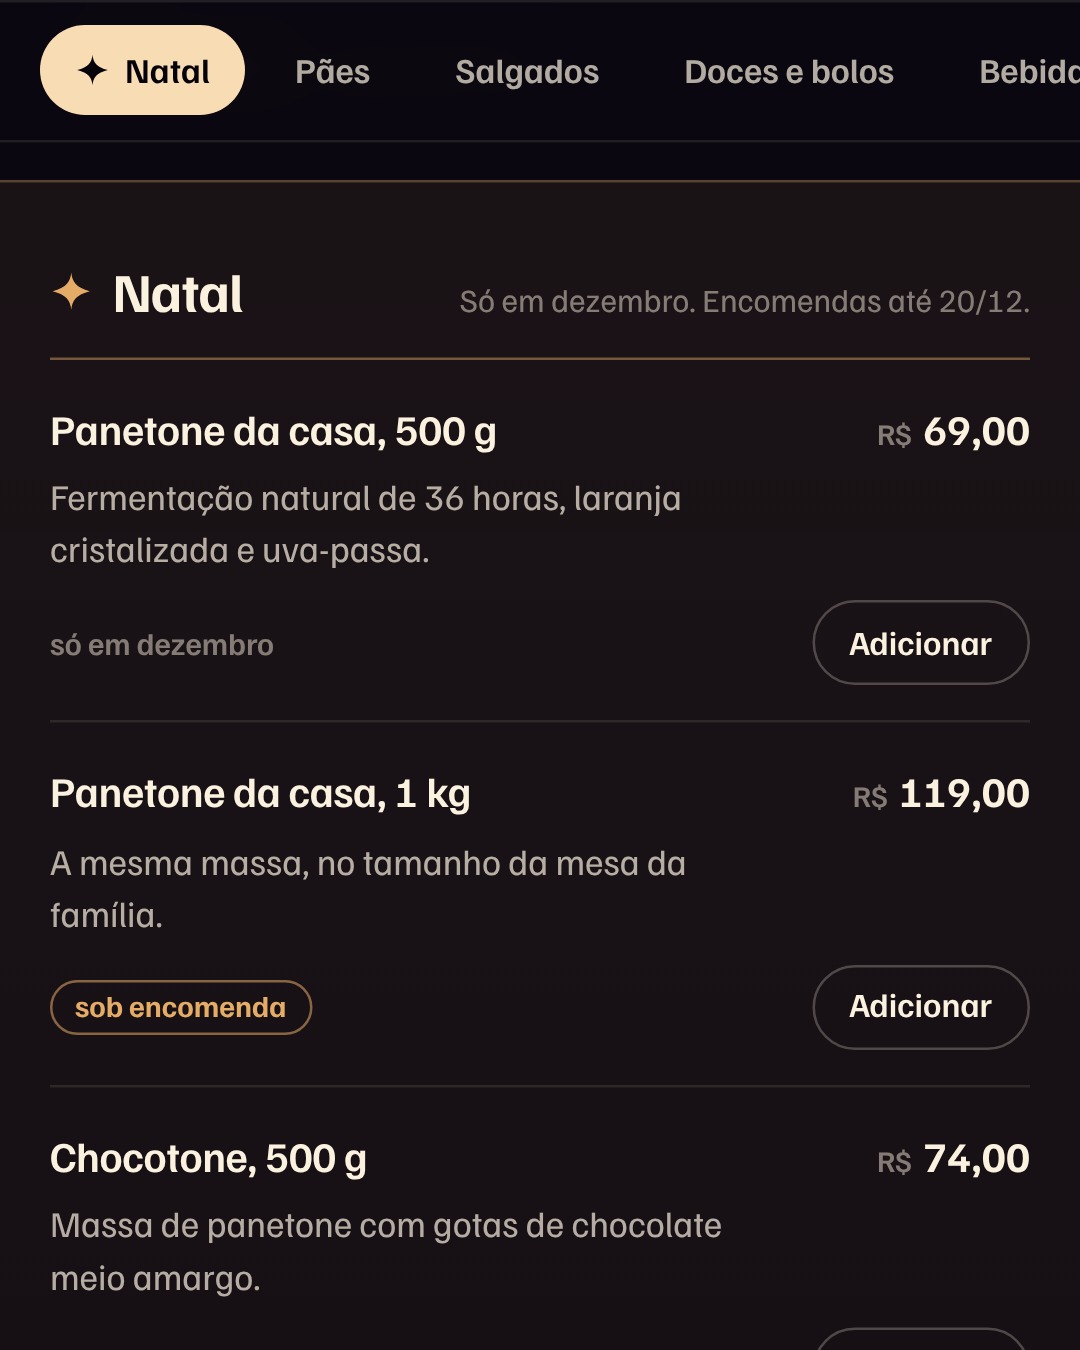 Natal Pães Salgados Doces e bolos
Natal
Só em dezembro. Encomendas até 20/12.
Panetone da casa, 500 g R$ 69,00
Fermentação natural de 36 horas, laranja
cristalizada e uva-passa.
só em dezembro Adicionar
Panetone da casa, 1 kg R$ 119,00
A mesma massa, no tamanho da mesa da
família.
sob encomenda Adicionar
Chocotone, 500 g R$ 74,00
Massa de panetone com gotas de chocolate
meio amargo.